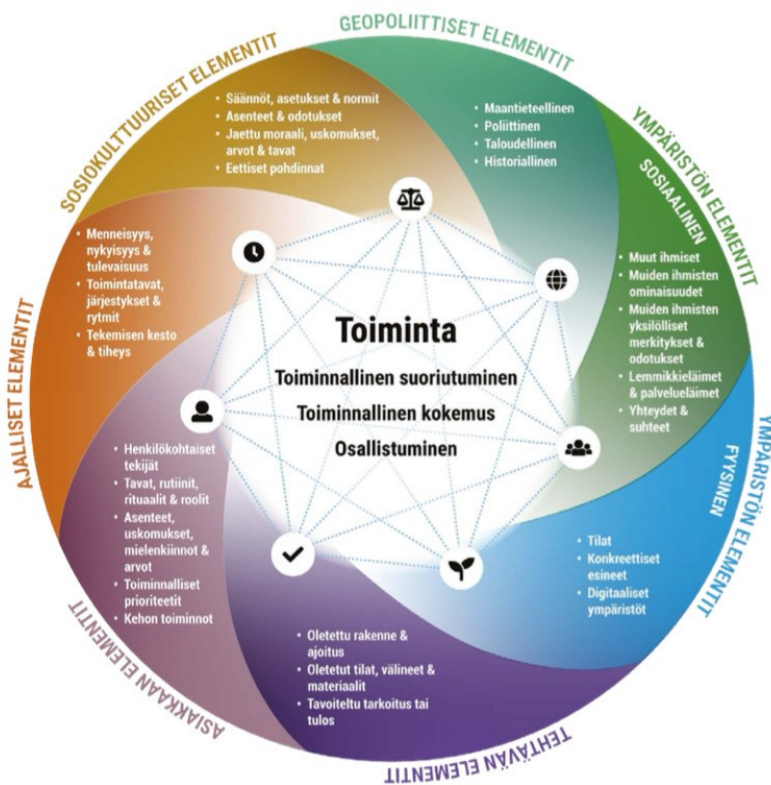 GEOPOLIITTISET ELEMENTIT
Maantieteellinen
Poliittinen
Taloudellinen
Historiallinen
YMPÄRISTÖN ELEMENTIT
SOSIAALINEN
Muut ihmiset
Muiden ihmisten
ominaisuudet
Muiden ihmisten
yksilölliset
merkitykset &
odotukset
Lemmikkieläimet
& palvelueläimet
Yhteydet &
suhteet
YMPÄRISTÖN ELEMENTIT
FYYSINEN
Tilat
Konkreettiset
esineet
Digitaaliset
ympäristöt
TEHTÄVÄN ELEMENTIT
Oletettu rakenne &
ajoitus
Oletetut tilat, välineet &
materiaalit
Tavoiteltu tarkoitus tai
tulos
ASIAKKAAN ELEMENTIT
Henkilökohtaiset
tekijät
Tavat, rutiinit,
rituaalit & roolit
Asenteet,
uskomukset,
mielenkiinnot &
arvot
Toiminnalliset
prioriteetit
Kehon toiminnot
AJALLISET ELEMENTIT
Menneisyys,
nykyisyys &
tulevaisuus
Toimintatavat,
järjestykset &
rytmit
Tekemisen kesto
& tiheys
SOSIOKULTTUURISET ELEMENTIT
Säännöt, asetukset & normit
Asenteet & odotukset
Jaettu moraali, uskomukset,
arvot & tavat
Eettiset pohdinnat
Toiminta
Toiminnallinen suoriutuminen
Toiminnallinen kokemus
Osallistuminen